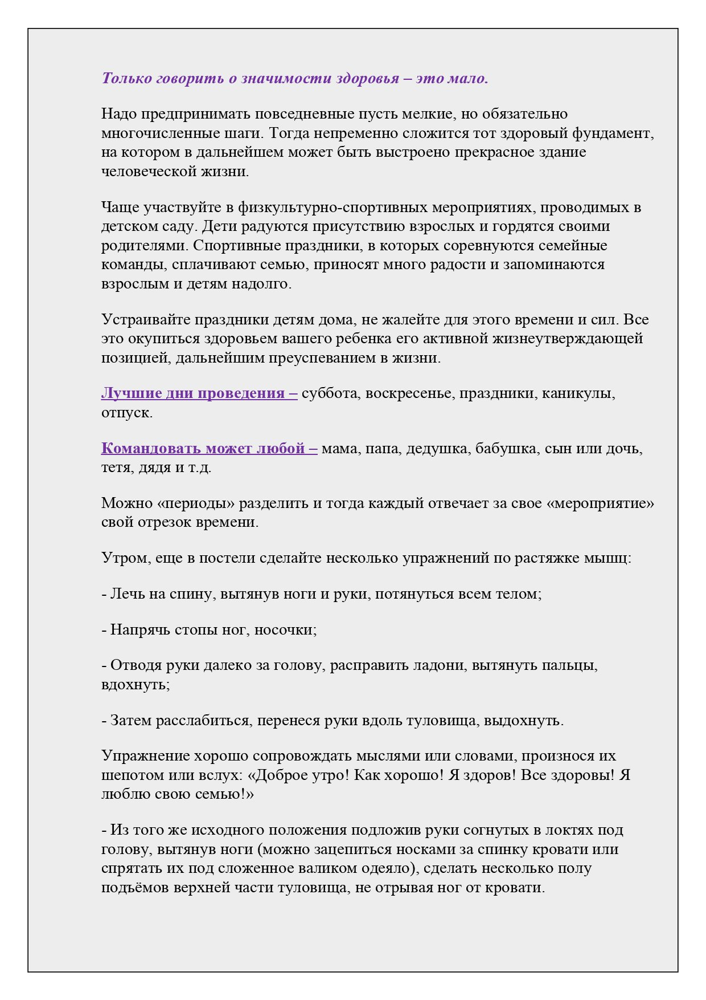 Только говорить о значимости здоровья – это мало.
Надо предпринимать повседневные пусть мелкие, но обязательно
многочисленные шаги. Тогда непременно сложится тот здоровый фундамент,
на котором в дальнейшем может быть выстроено прекрасное здание
человеческой жизни.
Чаще участвуйте в физкультурно-спортивных мероприятиях, проводимых в
детском саду. Дети радуются присутствию взрослых и гордятся своими
родителями. Спортивные праздники, в которых соревнуются семейные
команды, сплачивают семью, приносят много радости и запоминаются
взрослым и детям надолго.
Устраивайте праздники детям дома, не жалейте для этого времени и сил. Все
это окупиться здоровьем вашего ребенка его активной жизнеутверждающей
позицией, дальнейшим преуспеванием в жизни.
Лучшие дни проведения – суббота, воскресенье, праздники, каникулы,
отпуск.
Командовать может любой – мама, папа, дедушка, бабушка, сын или дочь,
тетя, дядя и т.д.
Можно «периоды» разделить и тогда каждый отвечает за свое «мероприятие»
свой отрезок времени.
Утром, еще в постели сделайте несколько упражнений по растяжке мышц:
- Лечь на спину, вытянув ноги и руки, потянуться всем телом;
- Напрячь стопы ног, носочки;
- Отводя руки далеко за голову, расправить ладони, вытянуть пальцы,
вдохнуть;
- Затем расслабиться, перенеся руки вдоль туловища, выдохнуть.
Упражнение хорошо сопровождать мыслями или словами, произнося их
шепотом или вслух: «Доброе утро! Как хорошо! Я здоров! Все здоровы! Я
люблю свою семью!»
- Из того же исходного положения подложив руки согнутых в локтях под
голову, вытянув ноги (можно зацепиться носками за спинку кровати или
спрятать их под сложенное валиком одеяло), сделать несколько полу
подъёмов верхней части туловища, не отрывая ног от кровати.